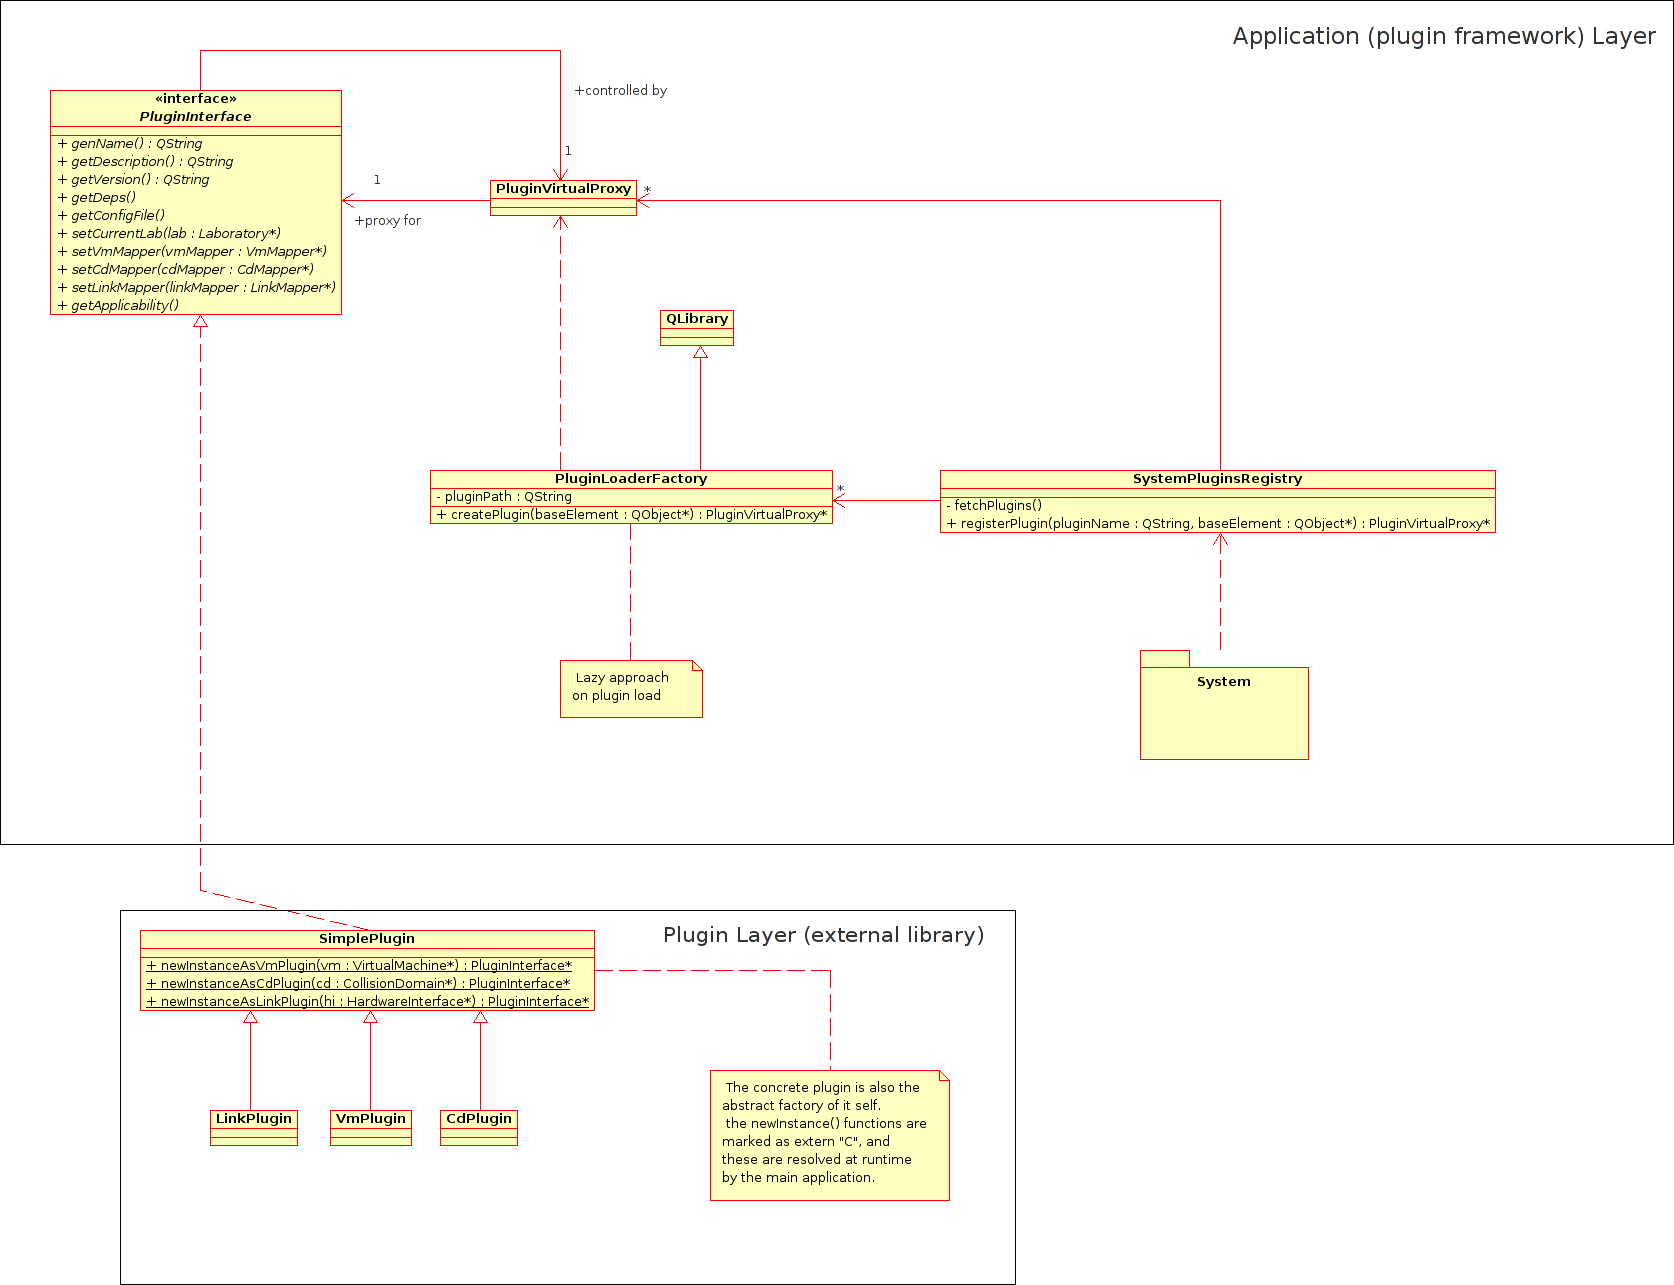 Application (plugin framework) Layer
«interface»
PluginInterface
+ genName() : QString
+ getDescription() : QString
+ getVersion() : QString
+ getDeps()
+ getConfigFile()
+ setCurrentLab(lab : Laboratory*)
+ setVmMapper(vmMapper : VmMapper*)
+ setCdMapper(cdMapper : CdMapper*)
+ setLinkMapper(linkMapper : LinkMapper*)
+ getApplicability()
+controlled by
1
1
+proxy for
PluginVirtualProxy
*
QLibrary
PluginLoaderFactory
- pluginPath : QString
+ createPlugin(baseElement : QObject*) : PluginVirtualProxy*
*
SystemPluginsRegistry
- fetchPlugins()
+ registerPlugin(pluginName : QString, baseElement : QObject*) : PluginVirtualProxy*
Lazy approach
on plugin load
System
Plugin Layer (external library)
SimplePlugin
+ newInstanceAsVmPlugin(vm : VirtualMachine*) : PluginInterface*
+ newInstanceAsCdPlugin(cd : CollisionDomain*) : PluginInterface*
+ newInstanceAsLinkPlugin(hi : HardwareInterface*) : PluginInterface*
LinkPlugin
VmPlugin
CdPlugin
The concrete plugin is also the
abstract factory of it self.
the newInstance() functions are
marked as extern "C", and
these are resolved at runtime
by the main application.